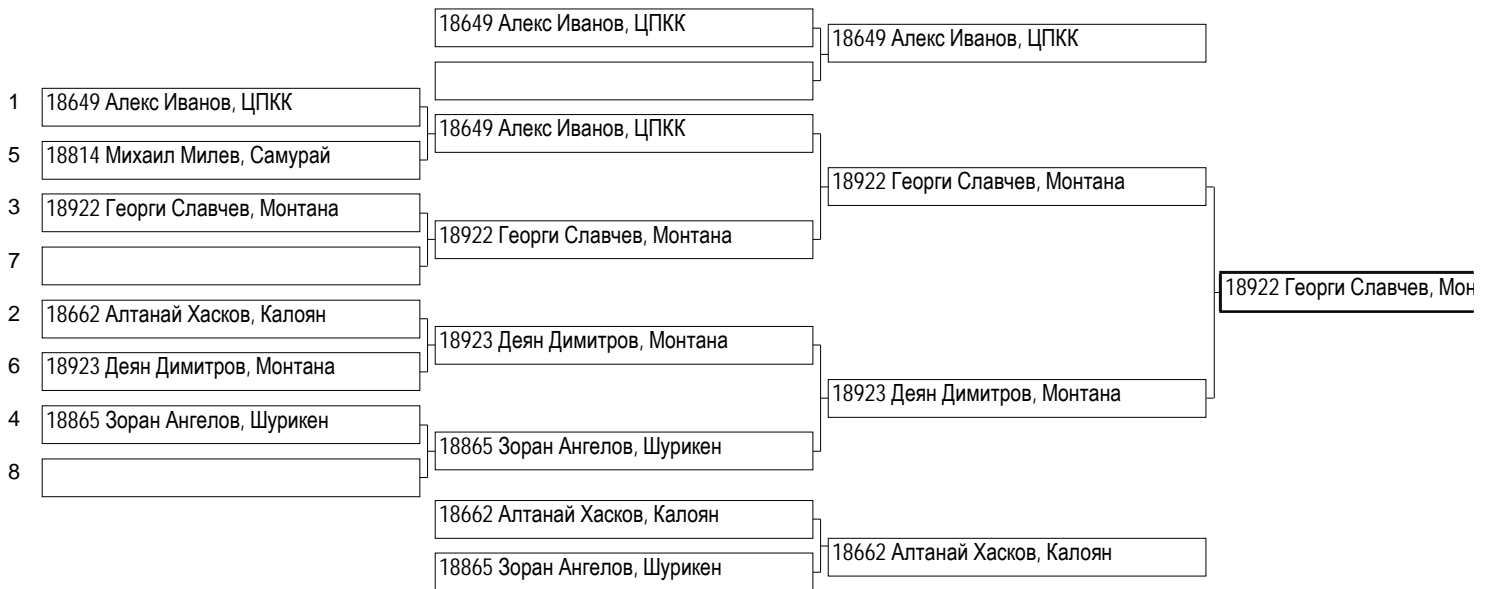 18649 Алекс Иванов, ЦПКК
18649 Алекс Иванов, ЦПКК
1 18649 Алекс Иванов, ЦПКК
18649 Алекс Иванов, ЦПКК
5 18814 Михаил Милев, Самурай
18922 Георги Славчев, Монтана
3 18922 Георги Славчев, Монтана
18922 Георги Славчев, Монтана
7
18922 Георги Славчев, Мон
2 18662 Алтанай Хасков, Калоян
18923 Деян Димитров, Монтана
6 18923 Деян Димитров, Монтана
18923 Деян Димитров, Монтана
4 18865 Зоран Ангелов, Шурикен
18865 Зоран Ангелов, Шурикен
8
18662 Алтанай Хасков, Калоян
18662 Алтанай Хасков, Калоян
18865 Зоран Ангелов, Шурикен